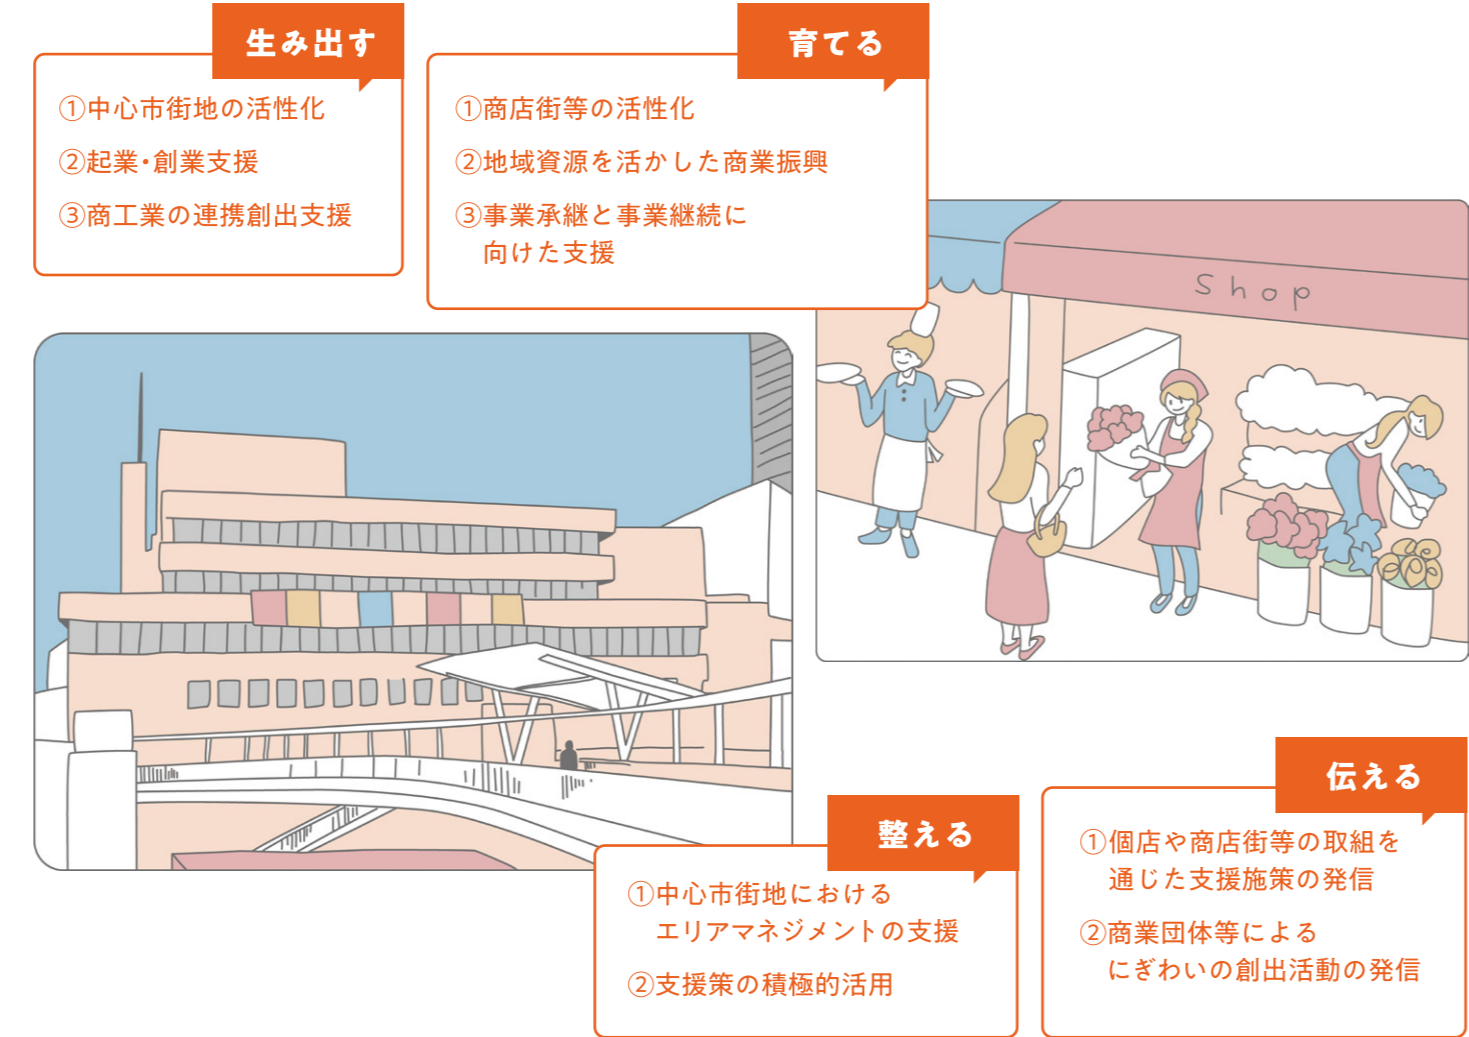 生み出す
①中心市街地の活性化
②起業・創業支援
③商工業の連携創出支援
育てる
①商店街等の活性化
②地域資源を活かした商業振興
③事業承継と事業継続に
向けた支援
Shop
整える
①中心市街地における
エリアマネジメントの支援
②支援策の積極的活用
伝える
①個店や商店街等の取組を
通じた支援施策の発信
②商業団体等による
にぎわいの創出活動の発信